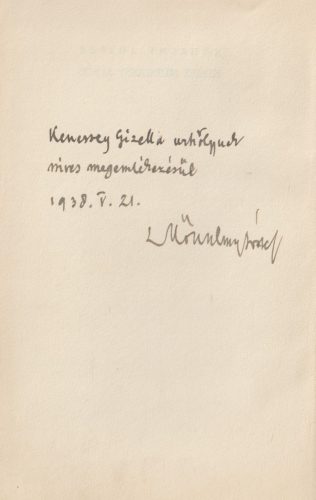 Kenessey Gizella urhölgynek
szives megemlékezésül
1938. V. 21.
József